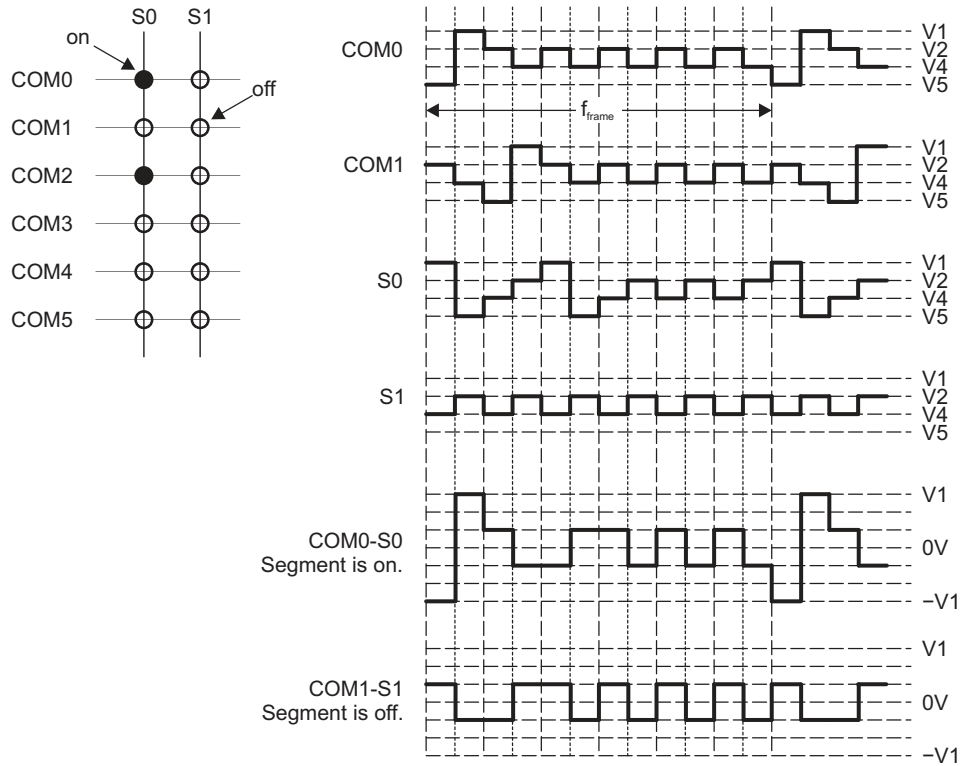 S0 S1
on
off
COM0
COM1
COM2
COM3
COM4
COM5
COM0
V1
V2
V4
V5
fframe
COM1
V1
V2
V4
V5
S0
V1
V2
V4
V5
S1
V1
V2
V4
V5
COM0-S0
Segment is on.
V1
0V
−V1
COM1-S1
Segment is off.
V1
0V
−V1